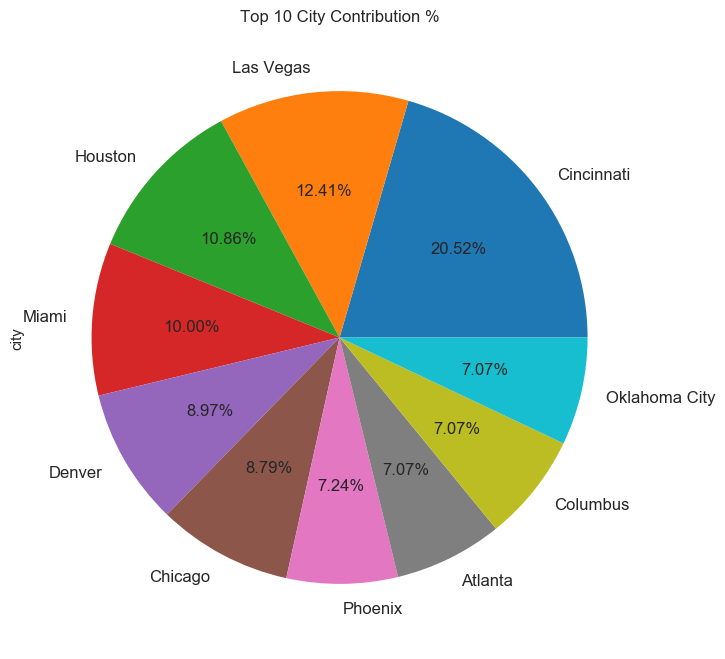 Top 10 City Contribution %
Las Vegas
Houston
Cincinnati
12.41%
10.86%
20.52%
Miami
10.00%
city
7.07%
Oklahoma City
8.97%
7.07%
Denver
8.79%
7.24%
7.07%
Columbus
Chicago
Atlanta
Phoenix